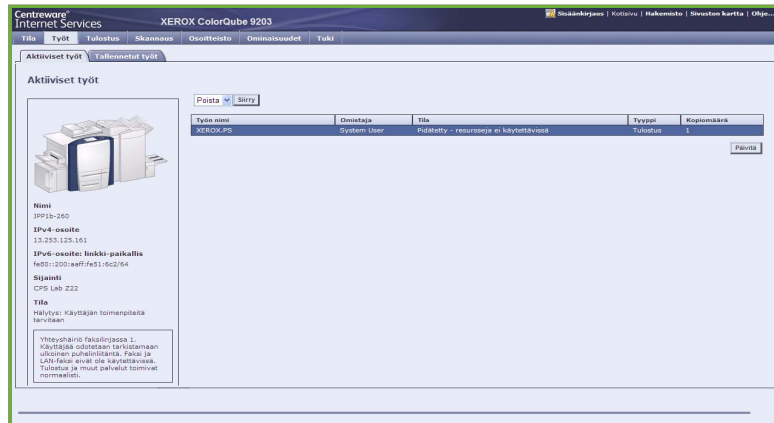 Centreware®
Internet Services
XEROX ColorQube 9203
Sisäänkirjaus | Kotisivu | Hakemisto | Sivuston kartta | Ohje...
Tila Työt Tulostus Skannaus Osoitteisto Ominaisuudet Tuki
Aktiiviset työt Tallennetut työt
Aktiiviset työt
Poista Siirry
Työn nimi Omistaja Tila Tyyppi Kopiomäärä
XEROX.PS System User Pidätetty - resursseja ei käytettävissä Tulostus 1
Päivitä
Nimi
JPP1b-260
IPv4-osoite
13.253.125.161
IPv6-osoite: linkki-paikallis
fe80::200:aaff:fe51:6c2/64
Sijainti
CPS Lab Z22
Tila
Hälytys: Käyttäjän toimenpiteitä
tarvitaan
Yhteyshäiriö faksilinjassa 1.
Käyttäjää odotetaan tarkistamaan
ulkoinen puhelinliitäntä. Faksi ja
LAN-faksi eivät ole käytettävissä.
Tulostus ja muut palvelut toimivat
normaalisti.